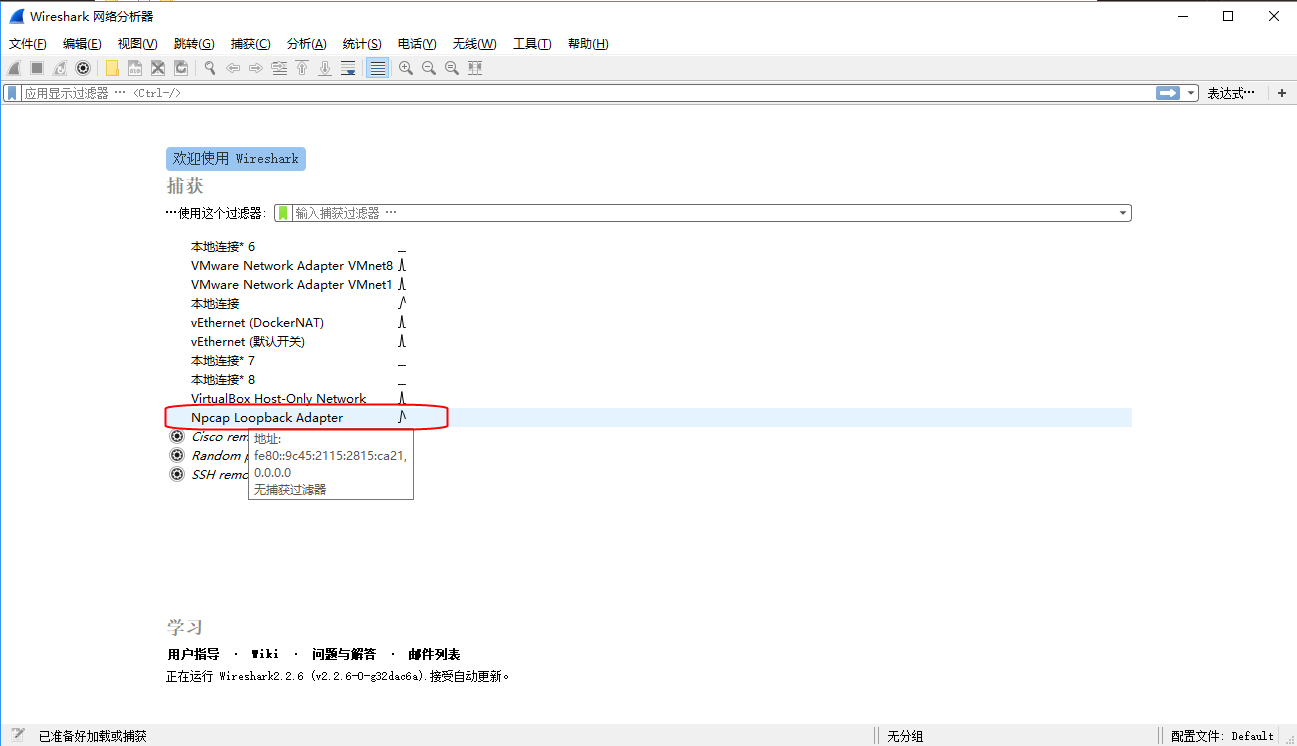 Wireshark 网络分析器
文件(F) 编辑(E) 视图(V) 跳转(G) 捕获(C) 分析(A) 统计(S) 电话(Y) 无线(W) 工具(T) 帮助(H)
应用显示过滤器 … <Ctrl-/> 表达式… +
欢迎使用 Wireshark
捕获
…使用这个过滤器: 输入捕获过滤器 …
本地连接* 6
VMware Network Adapter VMnet8
VMware Network Adapter VMnet1
本地连接
vEthernet (DockerNAT)
vEthernet (默认开关)
本地连接* 7
本地连接* 8
VirtualBox Host-Only Network
Npcap Loopback Adapter
Cisco rem
Random
SSH remo
地址:
fe80::9c45:2115:2815:ca21,
0.0.0.0
无捕获过滤器
学习
用户指导 · Wiki · 问题与解答 · 邮件列表
正在运行 Wireshark2.2.6 (v2.2.6-0-g32dac6a).接受自动更新。
已准备好加载或捕获 无分组 配置文件: Default